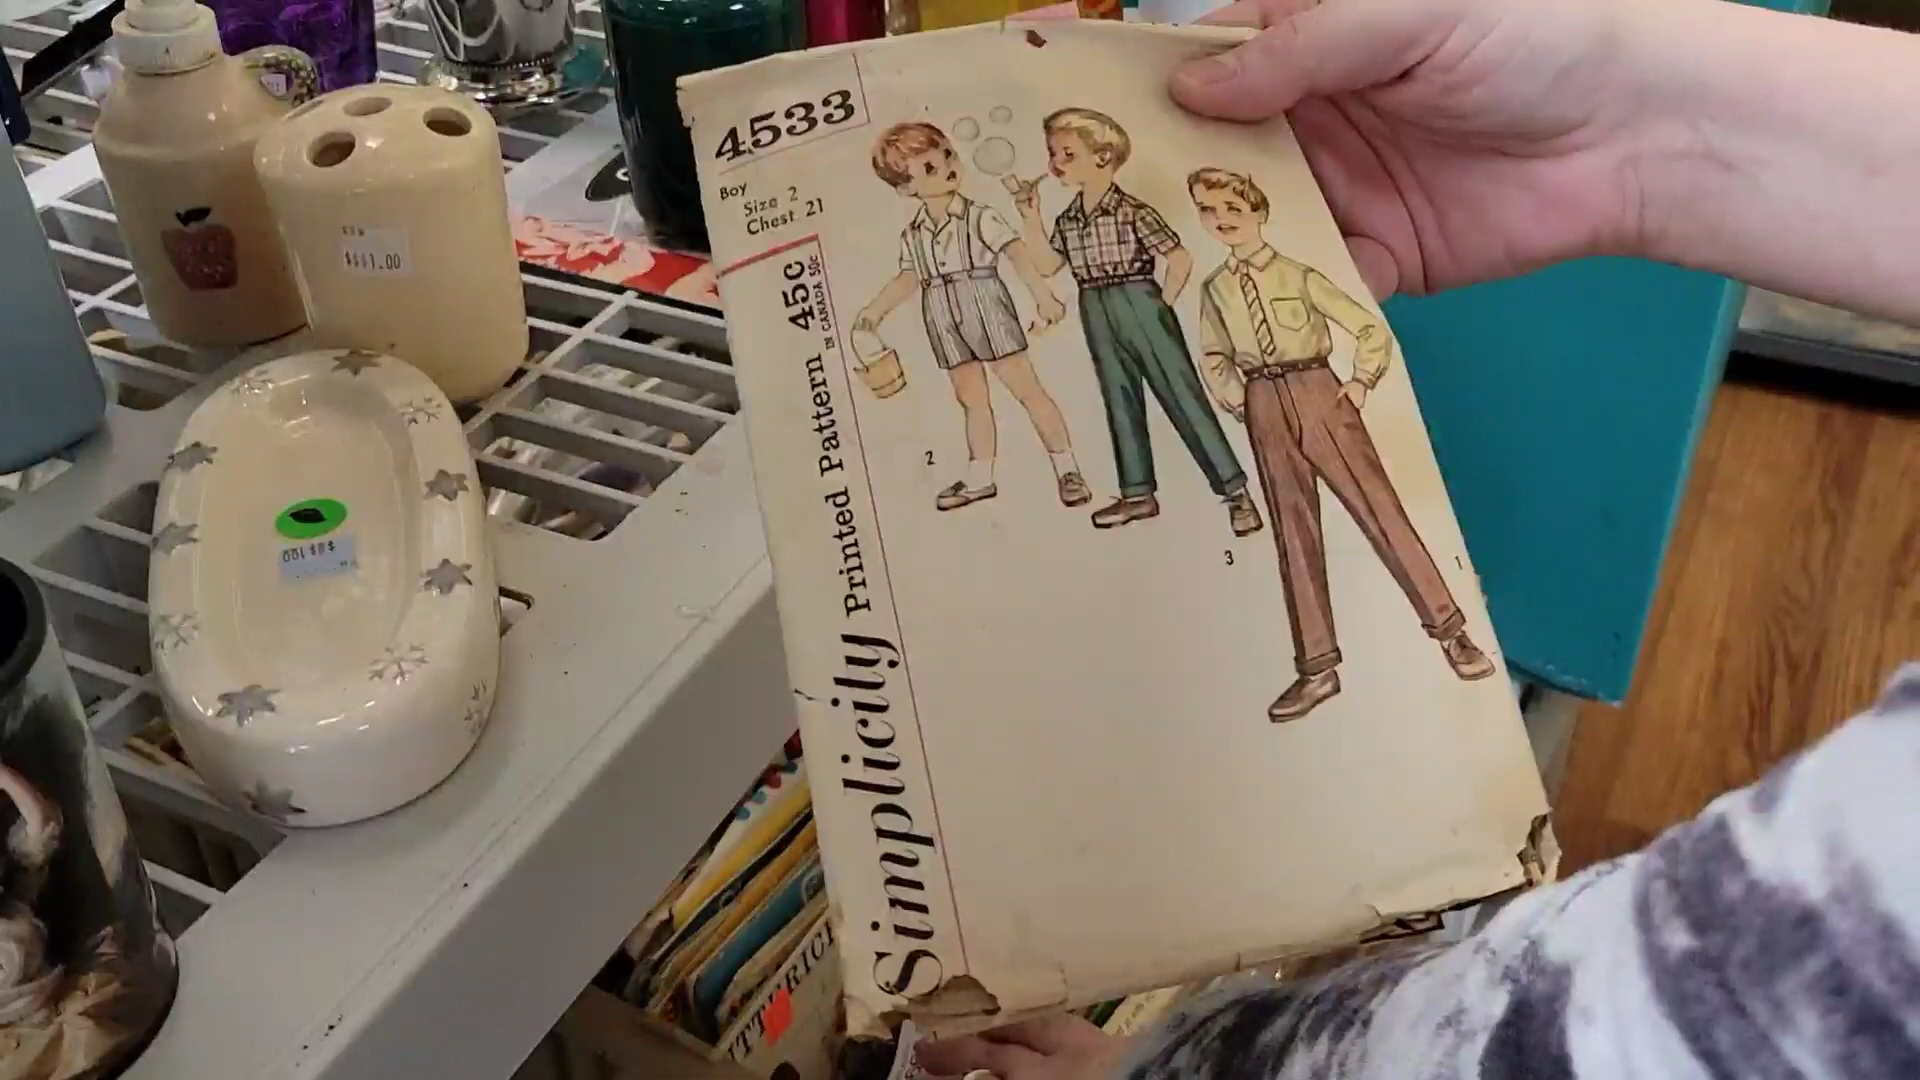 4533
Boy
Size 2
Chest 21
45c
IN CANADA 50c
Simplicity Printed Pattern
2
3
1
$$$1.00